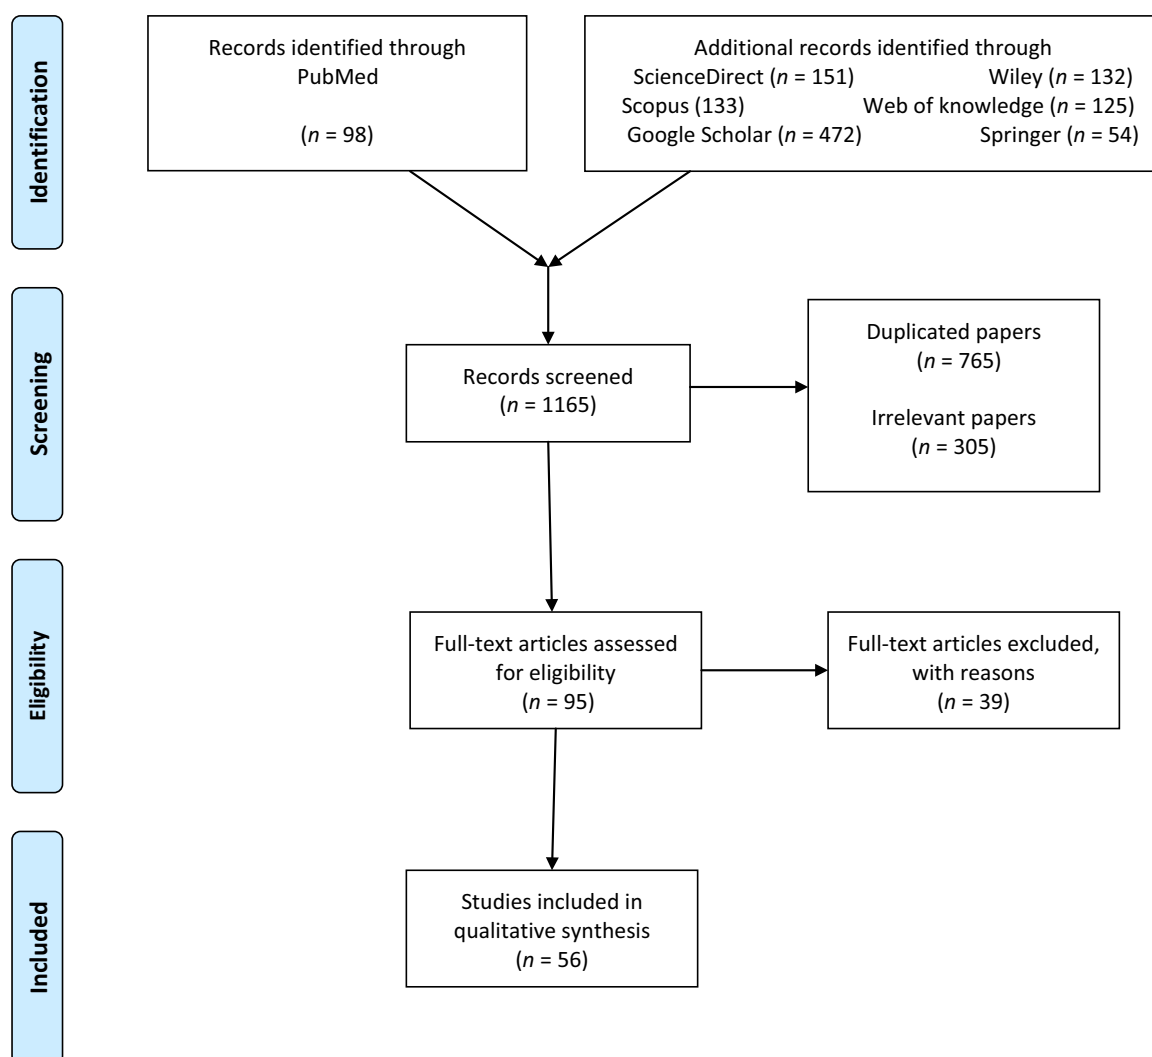 Identification
Records identified through
PubMed
(n = 98)
Additional records identified through
ScienceDirect (n = 151) Wiley (n = 132)
Scopus (133) Web of knowledge (n = 125)
Google Scholar (n = 472) Springer (n = 54)
Screening
Records screened
(n = 1165)
Duplicated papers
(n = 765)
Irrelevant papers
(n = 305)
Eligibility
Full-text articles assessed
for eligibility
(n = 95)
Full-text articles excluded,
with reasons
(n = 39)
Included
Studies included in
qualitative synthesis
(n = 56)